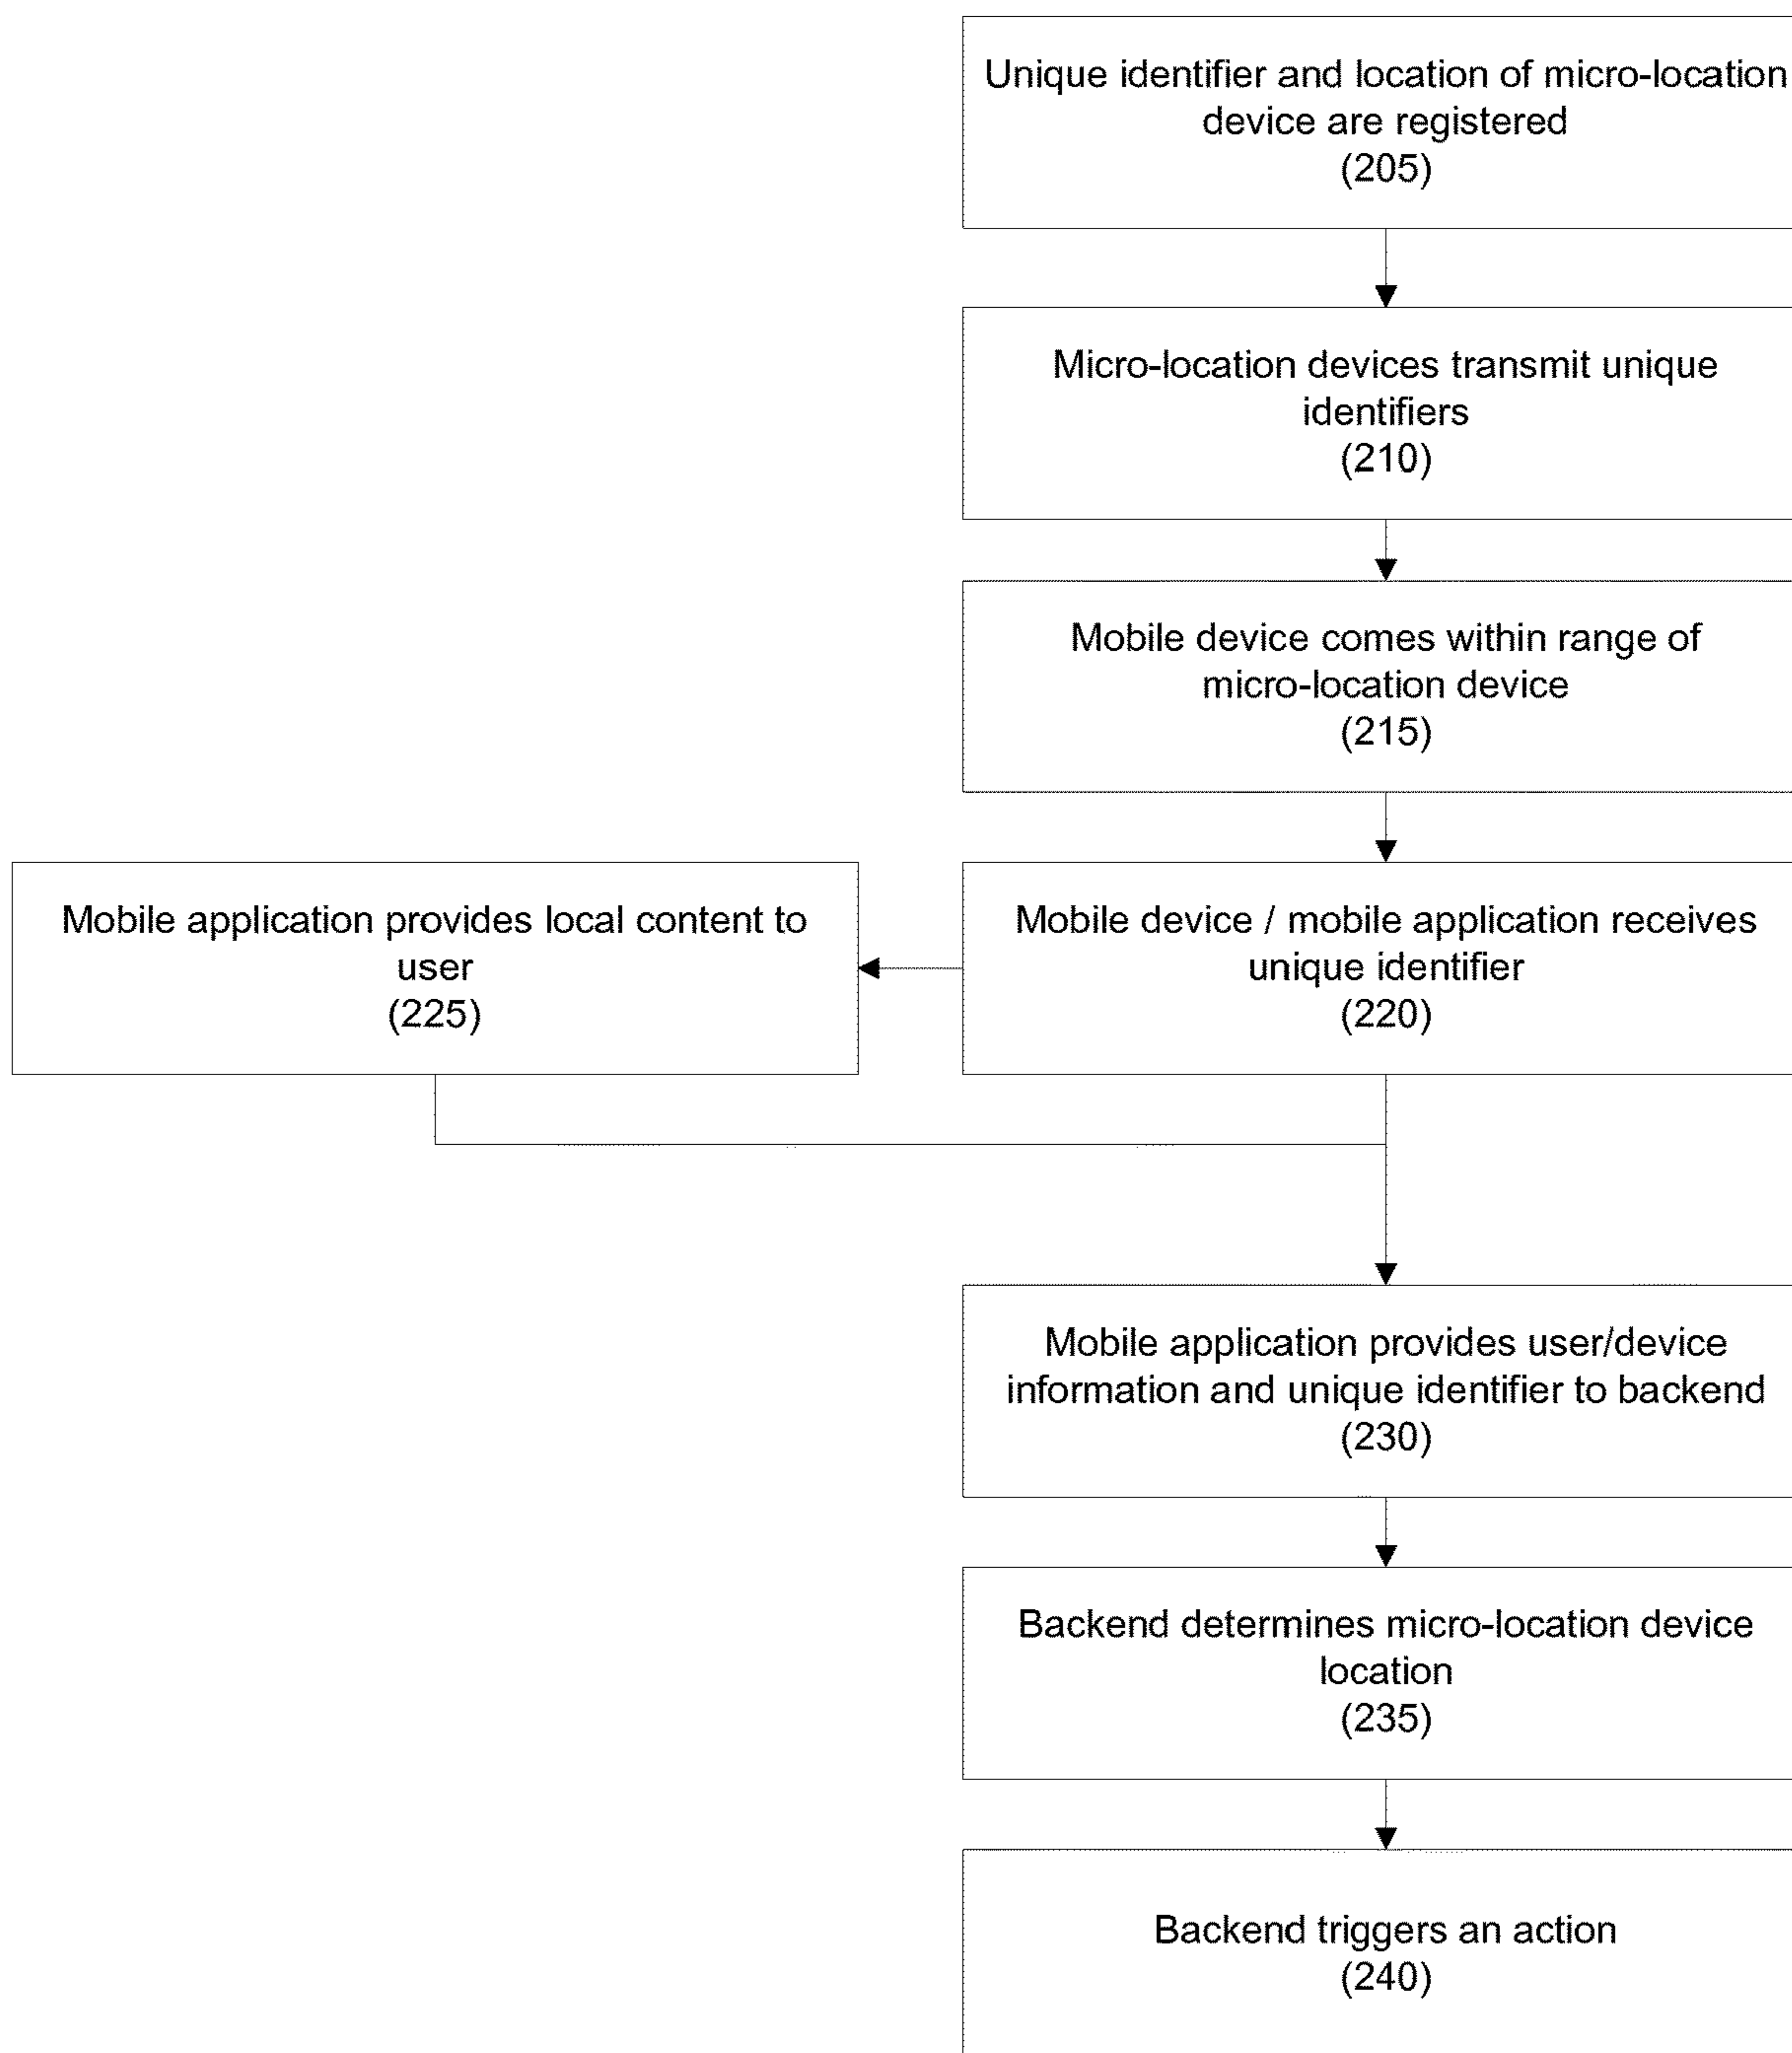 Unique identifier and location of micro-location
device are registered
(205)
Micro-location devices transmit unique
identifiers
(210)
Mobile device comes within range of
micro-location device
(215)
Mobile application provides local content to
user
(225)
Mobile device / mobile application receives
unique identifier
(220)
Mobile application provides user/device
information and unique identifier to backend
(230)
Backend determines micro-location device
location
(235)
Backend triggers an action
(240)